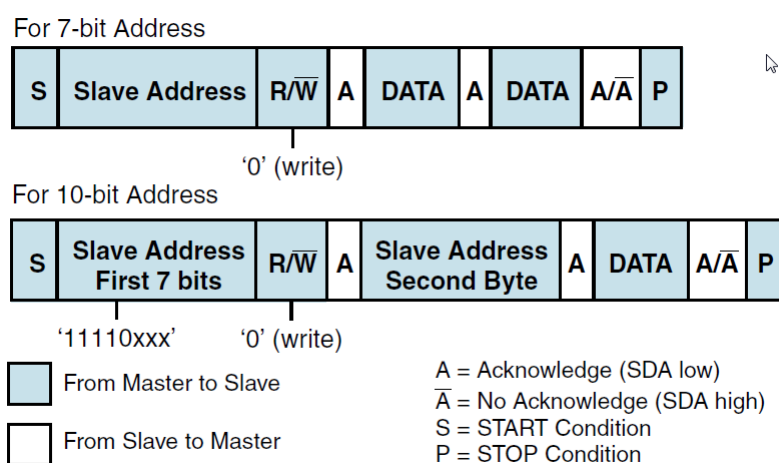 For 7-bit Address
S Slave Address R/W̅ A DATA A DATA A/A̅ P
‘0’ (write)
For 10-bit Address
S Slave Address First 7 bits R/W̅ A Slave Address Second Byte A DATA A/A̅ P
‘11110xxx’ ‘0’ (write)
From Master to Slave
From Slave to Master
A = Acknowledge (SDA low)
A̅ = No Acknowledge (SDA high)
S = START Condition
P = STOP Condition